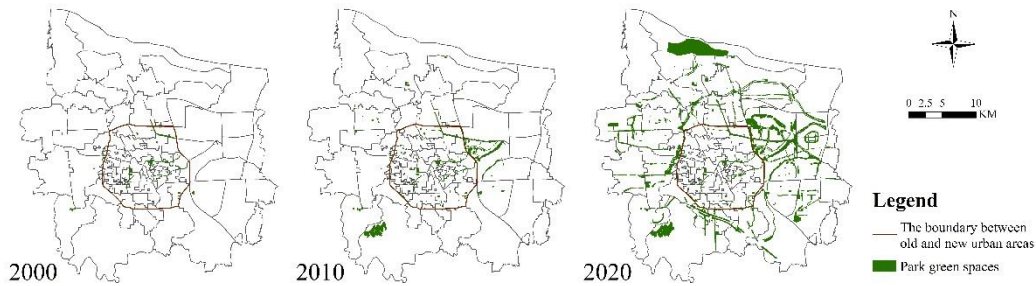 2000
2010
2020
N
0 2.5 5 10
KM
Legend
The boundary between
old and new urban areas
Park green spaces